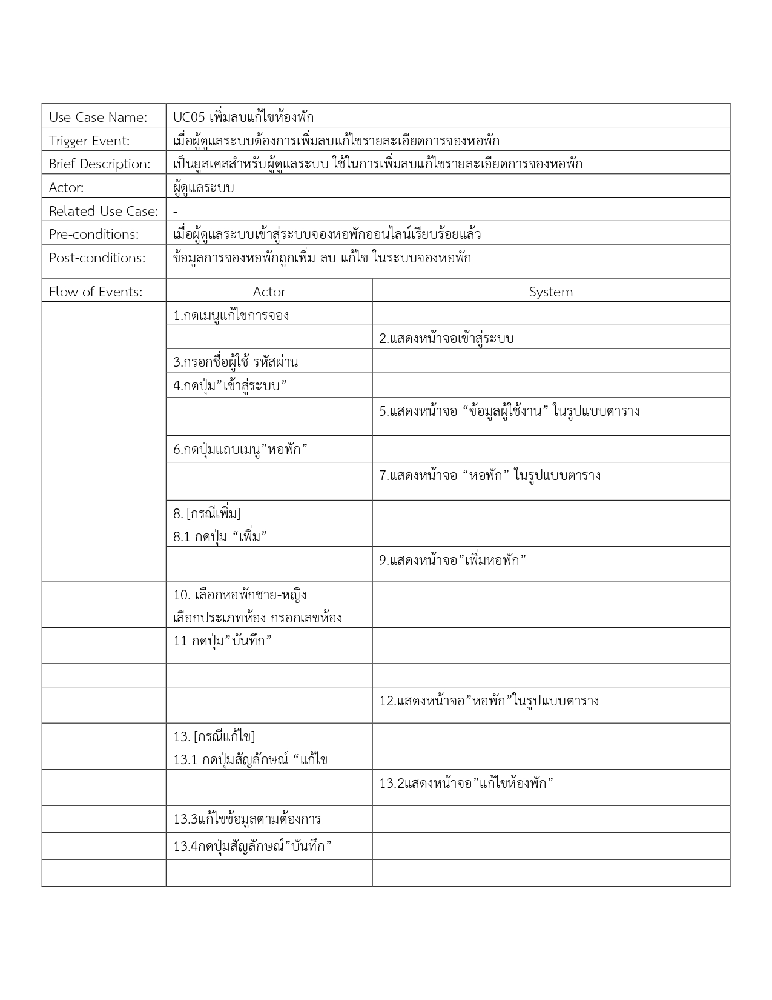 Use Case Name: UC05 เพิ่มลบแก้ไขห้องพัก
Trigger Event: เมื่อผู้ดูแลระบบต้องการเพิ่มลบแก้ไขรายละเอียดการจองหอพัก
Brief Description: เป็นยูสเคสสำหรับผู้ดูแลระบบ ใช้ในการเพิ่มลบแก้ไขรายละเอียดการจองหอพัก
Actor: ผู้ดูแลระบบ
Related Use Case: -
Pre-conditions: เมื่อผู้ดูแลระบบเข้าสู่ระบบจองหอพักออนไลน์เรียบร้อยแล้ว
Post-conditions: ข้อมูลการจองหอพักถูกเพิ่ม ลบ แก้ไข ในระบบจองหอพัก
Flow of Events: Actor System
1.กดเมนูแก้ไขการจอง
2.แสดงหน้าจอเข้าสู่ระบบ
3.กรอกชื่อผู้ใช้ รหัสผ่าน
4.กดปุ่ม”เข้าสู่ระบบ”
5.แสดงหน้าจอ “ข้อมูลผู้ใช้งาน” ในรูปแบบตาราง
6.กดปุ่มแถบเมนู”หอพัก”
7.แสดงหน้าจอ “หอพัก” ในรูปแบบตาราง
8. [กรณีเพิ่ม]
8.1 กดปุ่ม “เพิ่ม”
9.แสดงหน้าจอ”เพิ่มหอพัก”
10. เลือกหอพักชาย-หญิง
เลือกประเภทห้อง กรอกเลขห้อง
11 กดปุ่ม”บันทึก”
12.แสดงหน้าจอ”หอพัก”ในรูปแบบตาราง
13. [กรณีแก้ไข]
13.1 กดปุ่มสัญลักษณ์ “แก้ไข
13.2แสดงหน้าจอ”แก้ไขห้องพัก”
13.3แก้ไขข้อมูลตามต้องการ
13.4กดปุ่มสัญลักษณ์”บันทึก”